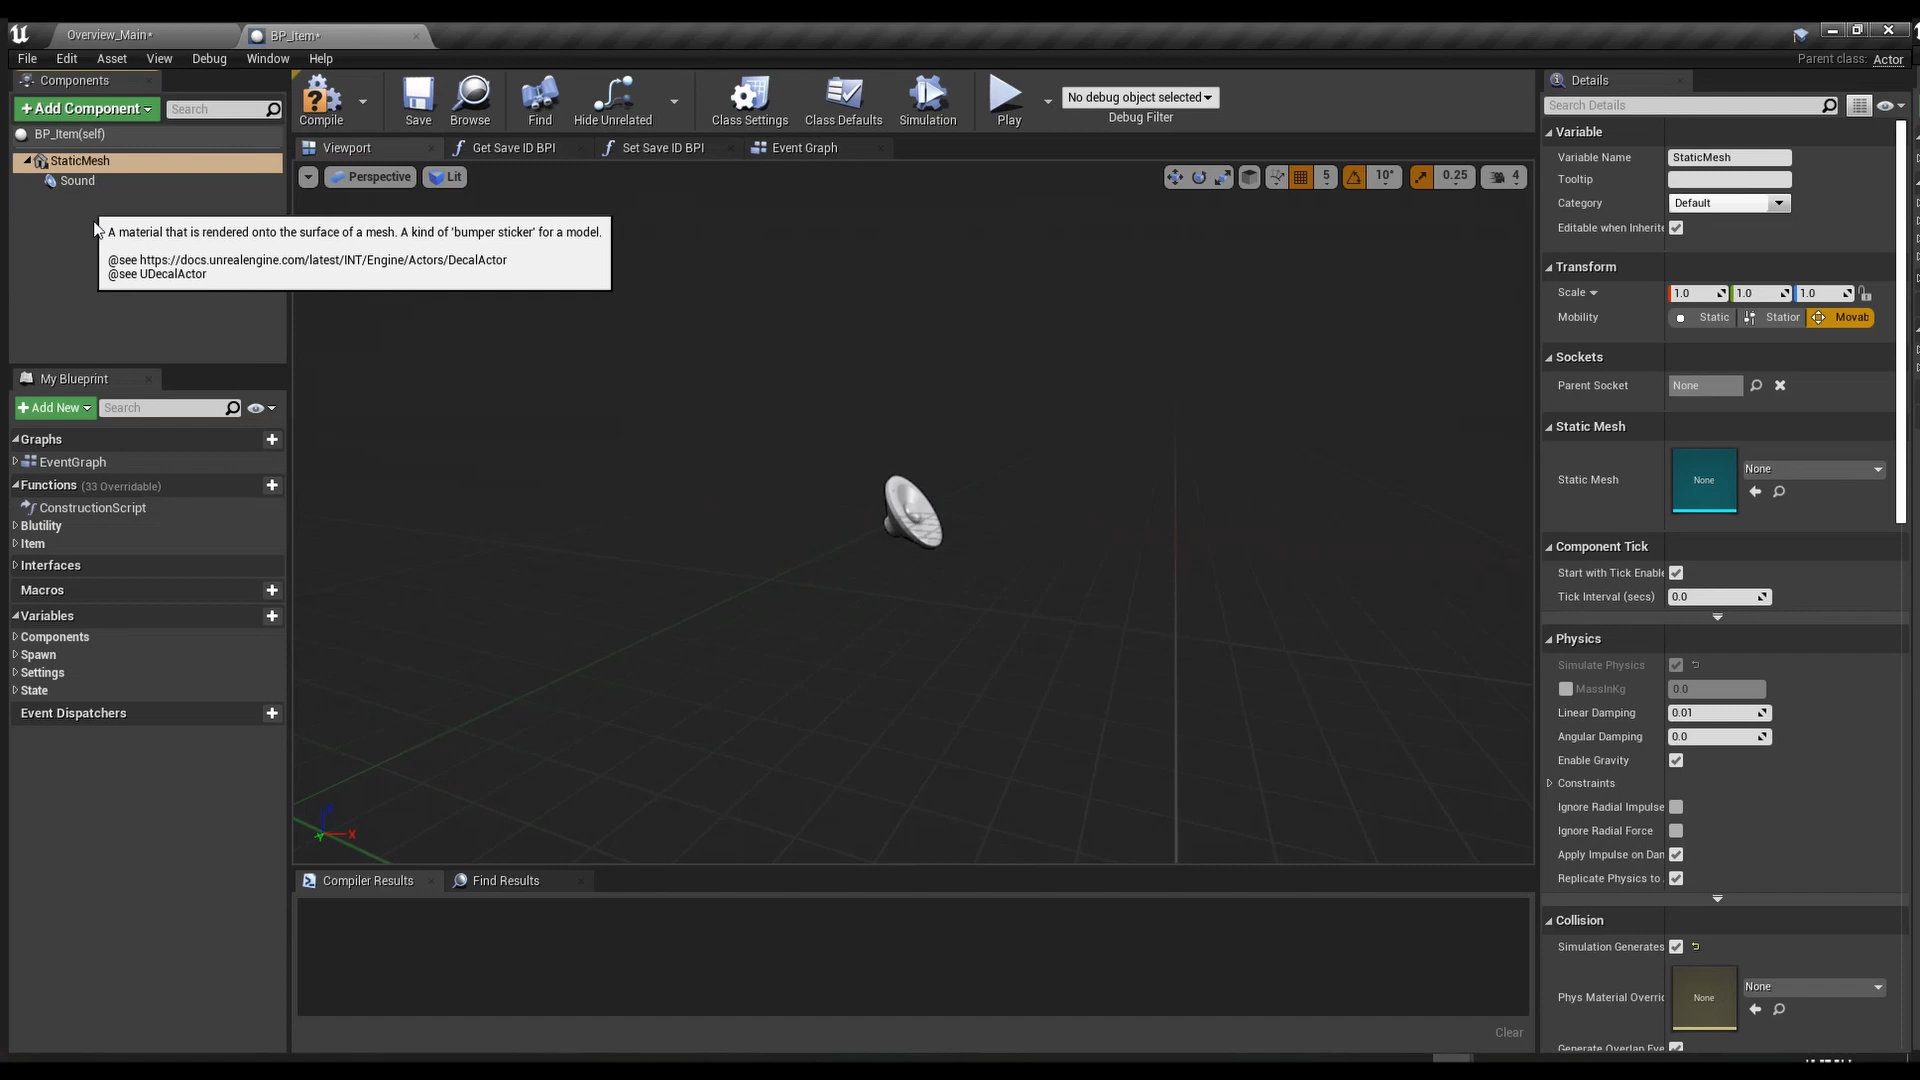 Overview_Main*
BP_Item*
File Edit Asset View Debug Window Help
Parent class: Actor
Components
+Add Component
Search
BP_Item(self)
StaticMesh
Sound
A material that is rendered onto the surface of a mesh. A kind of 'bumper sticker' for a model.
@see https://docs.unrealengine.com/latest/INT/Engine/Actors/DecalActor
@see UDecalActor
My Blueprint
+Add New
Search
Graphs
EventGraph
Functions (33 Overridable)
ConstructionScript
Blutility
Item
Interfaces
Macros
Variables
Components
Spawn
Settings
State
Event Dispatchers
Compile Save Browse Find Hide Unrelated Class Settings Class Defaults Simulation Play
No debug object selected
Debug Filter
Viewport Get Save ID BPI Set Save ID BPI Event Graph
Perspective Lit
5 10° 0.25 4
X
Compiler Results Find Results
Clear
Details
Search Details
Variable
Variable Name StaticMesh
Tooltip
Category Default
Editable when Inherite
Transform
Scale 1.0 1.0 1.0
Mobility Static Station Movab
Sockets
Parent Socket None
Static Mesh
Static Mesh None None
Component Tick
Start with Tick Enable
Tick Interval (secs) 0.0
Physics
Simulate Physics
MassInKg 0.0
Linear Damping 0.01
Angular Damping 0.0
Enable Gravity
Constraints
Ignore Radial Impulse
Ignore Radial Force
Apply Impulse on Dan
Replicate Physics to
Collision
Simulation Generates
Phys Material Overric None None
Generate Overlap Eve